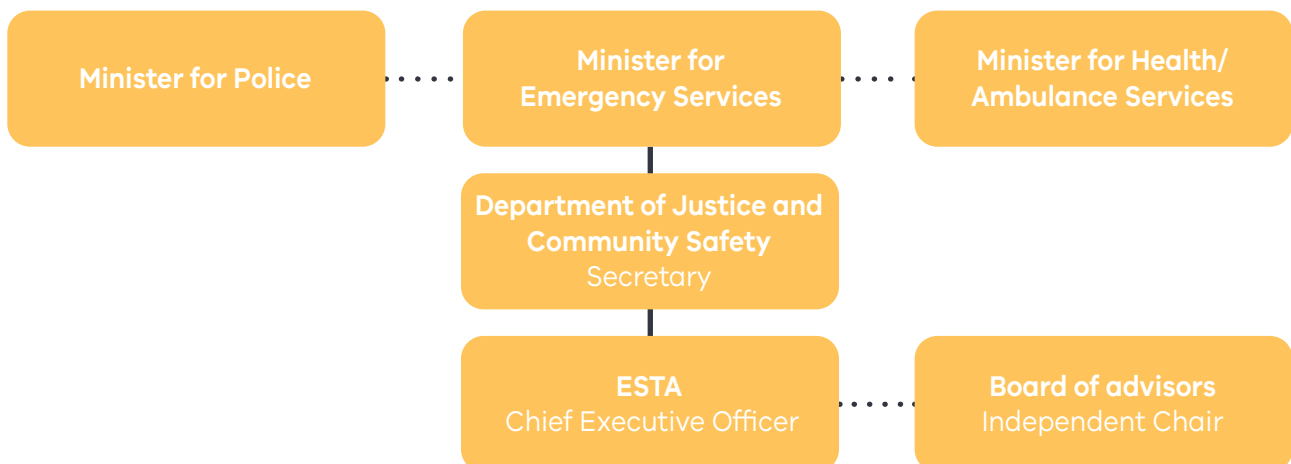 Minister for Police
Minister for
Emergency Services
Minister for Health/
Ambulance Services
Department of Justice and
Community Safety
Secretary
ESTA
Chief Executive Officer
Board of advisors
Independent Chair